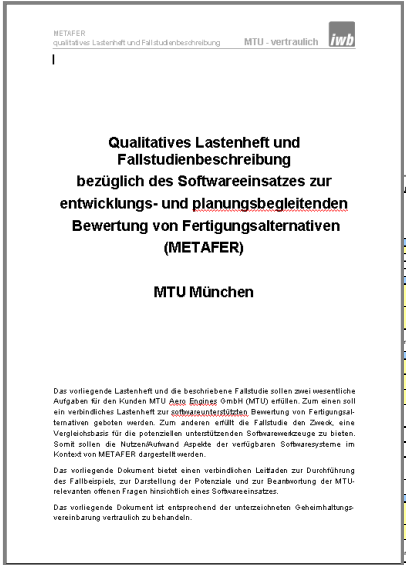 METAFER
qualitatives Lastenheft und Fallstudienbeschreibung
MTU - vertraulich
iwb
Qualitatives Lastenheft und
Fallstudienbeschreibung
bezüglich des Softwareeinsatzes zur
entwicklungs- und planungsbegleitenden
Bewertung von Fertigungsalternativen
(METAFER)
MTU München
Das vorliegende Lastenheft und die beschriebene Fallstudie sollen zwei wesentliche
Aufgaben für den Kunden MTU Aero Engines GmbH (MTU) erfüllen. Zum einen soll
ein verbindliches Lastenheft zur softwareunterstützten Bewertung von Fertigungsal-
ternativen geboten werden. Zum anderen erfüllt die Fallstudie den Zweck, eine
Vergleichsbasis für die potenziellen unterstützenden Softwarewerkzeuge zu bieten.
Somit sollen die Nutzen/Aufwand Aspekte der verfügbaren Softwaresysteme im
Kontext von METAFER dargestellt werden.
Das vorliegende Dokument bietet einen verbindlichen Leitfaden zur Durchführung
des Fallbeispiels, zur Darstellung der Potenziale und zur Beantwortung der MTU-
relevanten offenen Fragen hinsichtlich eines Softwareeinsatzes.
Das vorliegende Dokument ist entsprechend der unterzeichneten Geheimhaltungs-
vereinbarung vertraulich zu behandeln.